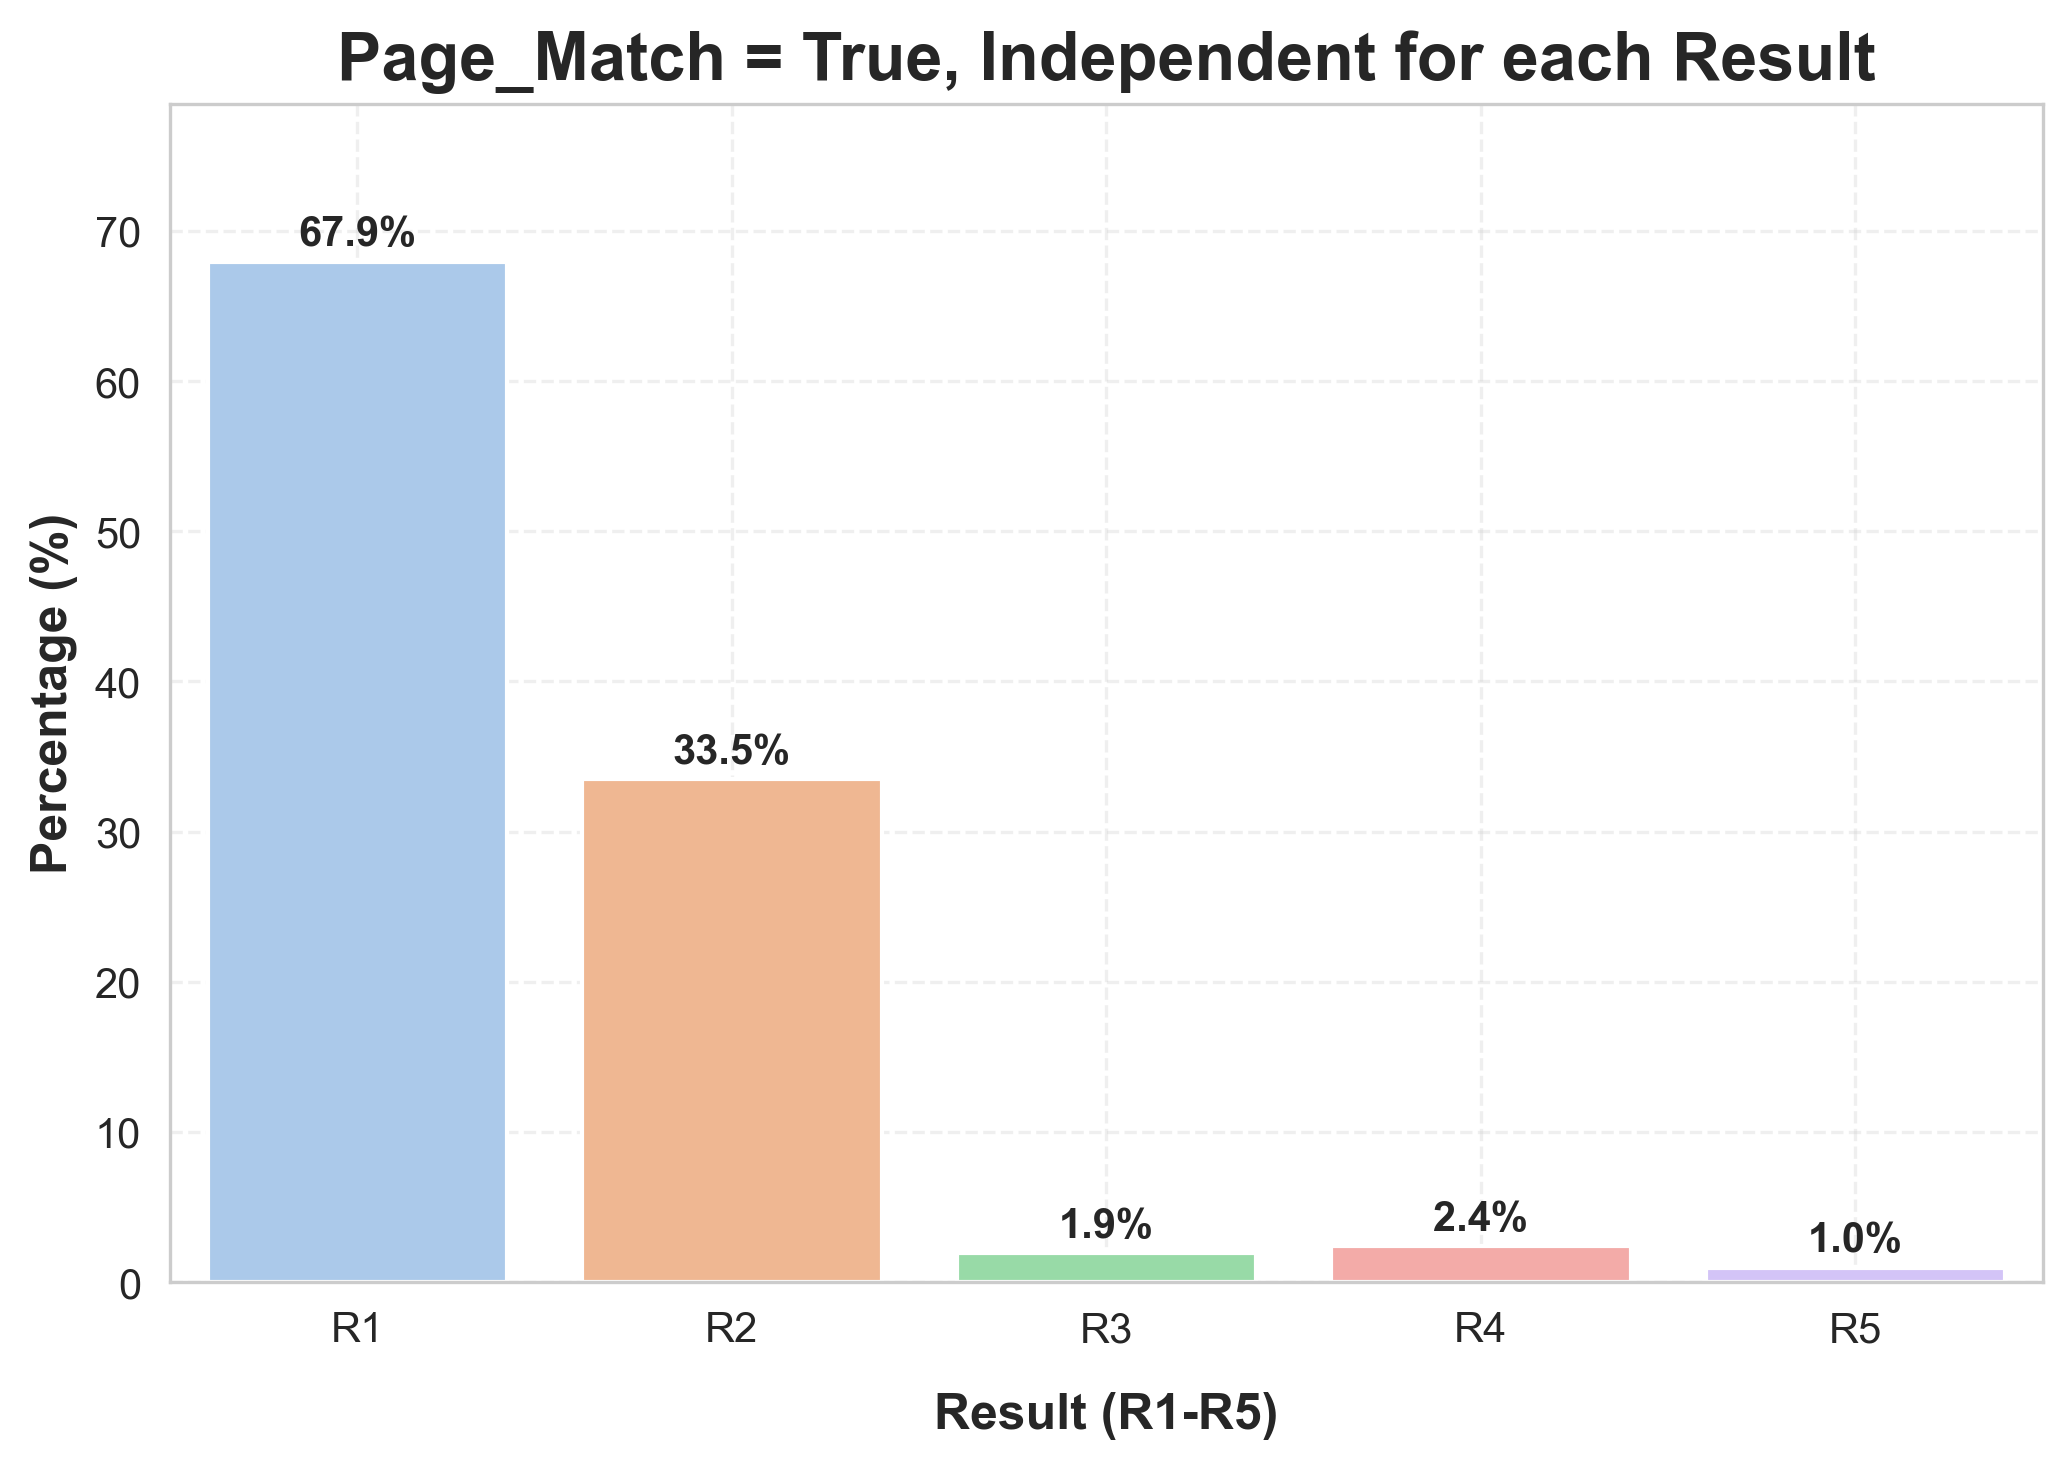 Page_Match = True, Independent for each Result
Percentage (%)
70
60
50
40
30
20
10
0
67.9%
33.5%
1.9%
2.4%
1.0%
R1
R2
R3
R4
R5
Result (R1-R5)